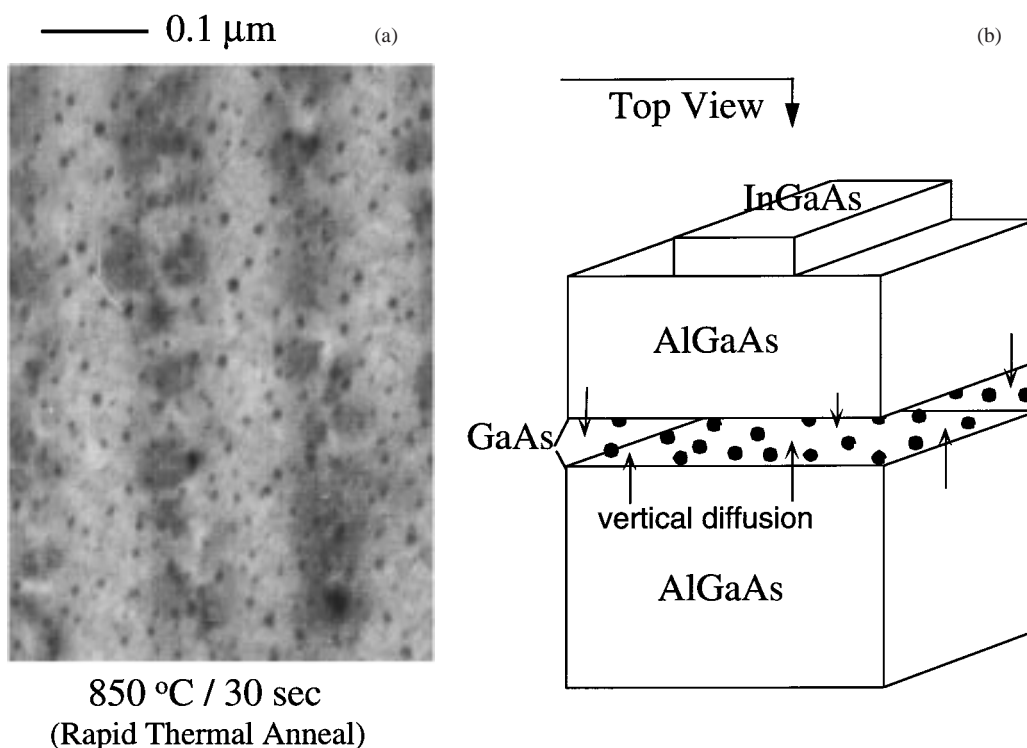 0.1 μm
(a)
850 °C / 30 sec
(Rapid Thermal Anneal)
(b)
Top View
InGaAs
AlGaAs
GaAs
vertical diffusion
AlGaAs